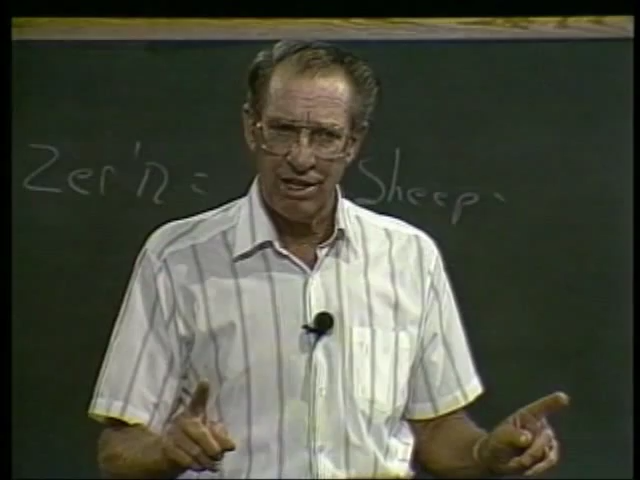 Zer'n = Sheep-